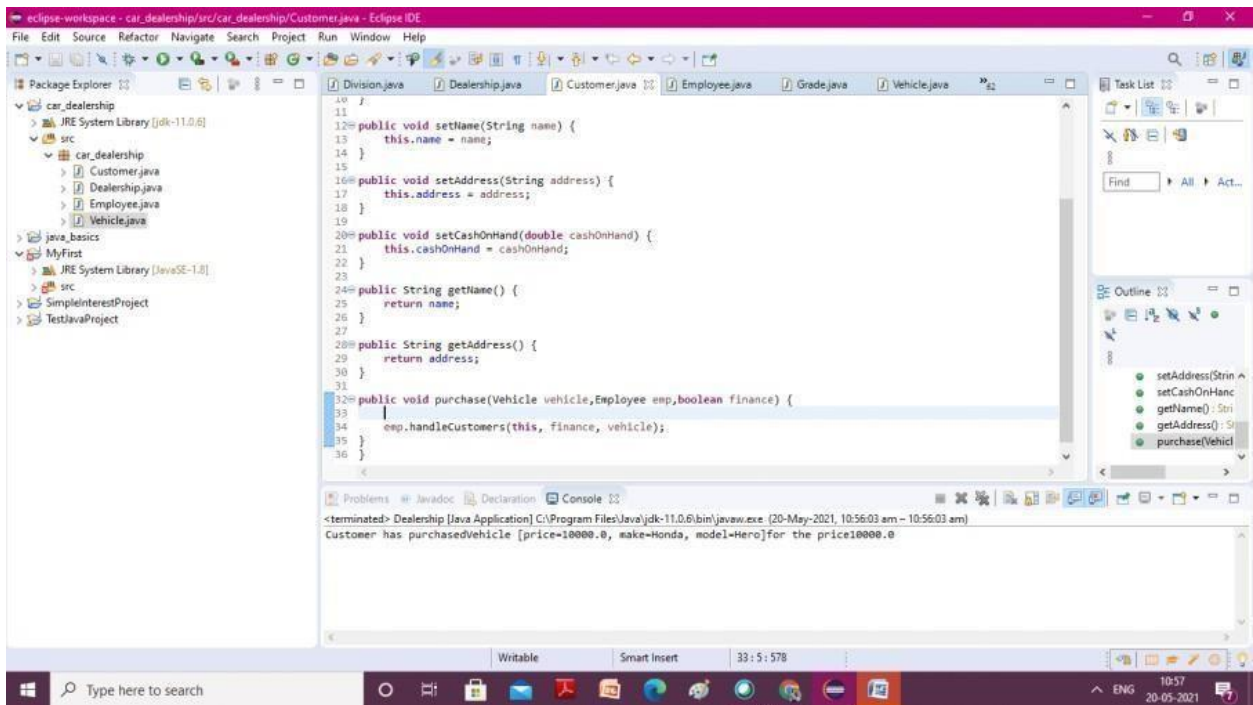 eclipse-workspace - car_dealership/src/car_dealership/Customer.java - Eclipse IDE
File Edit Source Refactor Navigate Search Project Run Window Help
Package Explorer
car_dealership
JRE System Library [jdk-11.0.6]
src
car_dealership
Customer.java
Dealership.java
Employee.java
Vehicle.java
java_basics
MyFirst
JRE System Library [JavaSE-1.8]
src
SimpleInterestProject
TestJavaProject
Division.java Dealership.java Customer.java Employee.java Grade.java Vehicle.java
10 }
11
12 public void setName(String name) {
13 this.name = name;
14 }
15
16 public void setAddress(String address) {
17 this.address = address;
18 }
19
20 public void setCashOnHand(double cashOnHand) {
21 this.cashOnHand = cashOnHand;
22 }
23
24 public String getName() {
25 return name;
26 }
27
28 public String getAddress() {
29 return address;
30 }
31
32 public void purchase(Vehicle vehicle,Employee emp,boolean finance) {
33
34 emp.handleCustomers(this, finance, vehicle);
35 }
36 }
Task List
Find All Act...
Outline
setAddress(Strin
setCashOnHanc
getName() : Stri
getAddress() : S
purchase(Vehicl
Problems Javadoc Declaration Console
<terminated> Dealership [Java Application] C:\Program Files\Java\jdk-11.0.6\bin\javaw.exe (20-May-2021, 10:56:03 am – 10:56:03 am)
Customer has purchasedVehicle [price=10000.0, make=Honda, model=Hero]for the price10000.0
Writable Smart Insert 33 : 5 : 578
Type here to search
ENG
10:57
20-05-2021